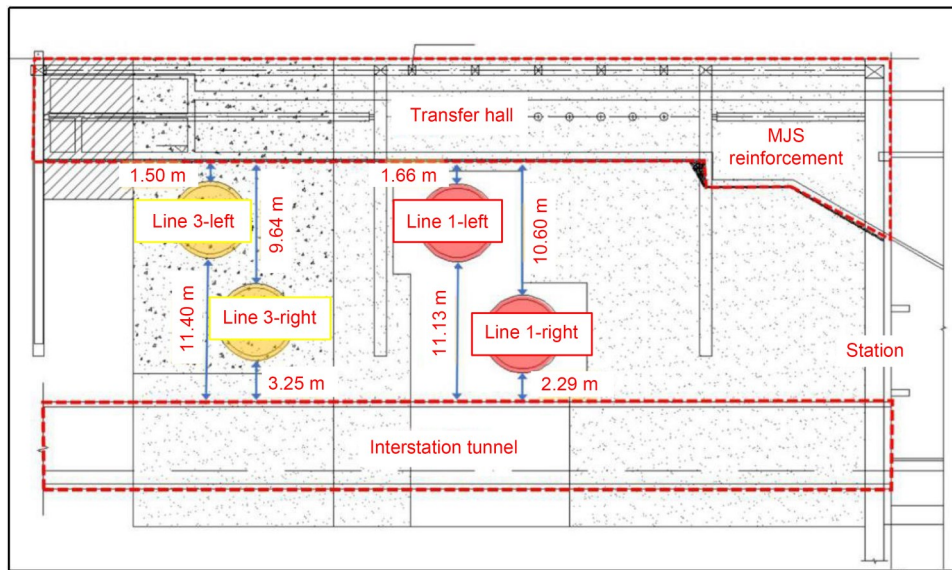 Transfer hall
MJS
reinforcement
1.50 m
1.66 m
Line 3-left
9.64 m
Line 1-left
10.60 m
11.40 m
Line 3-right
11.13 m
Line 1-right
Station
3.25 m
2.29 m
Interstation tunnel